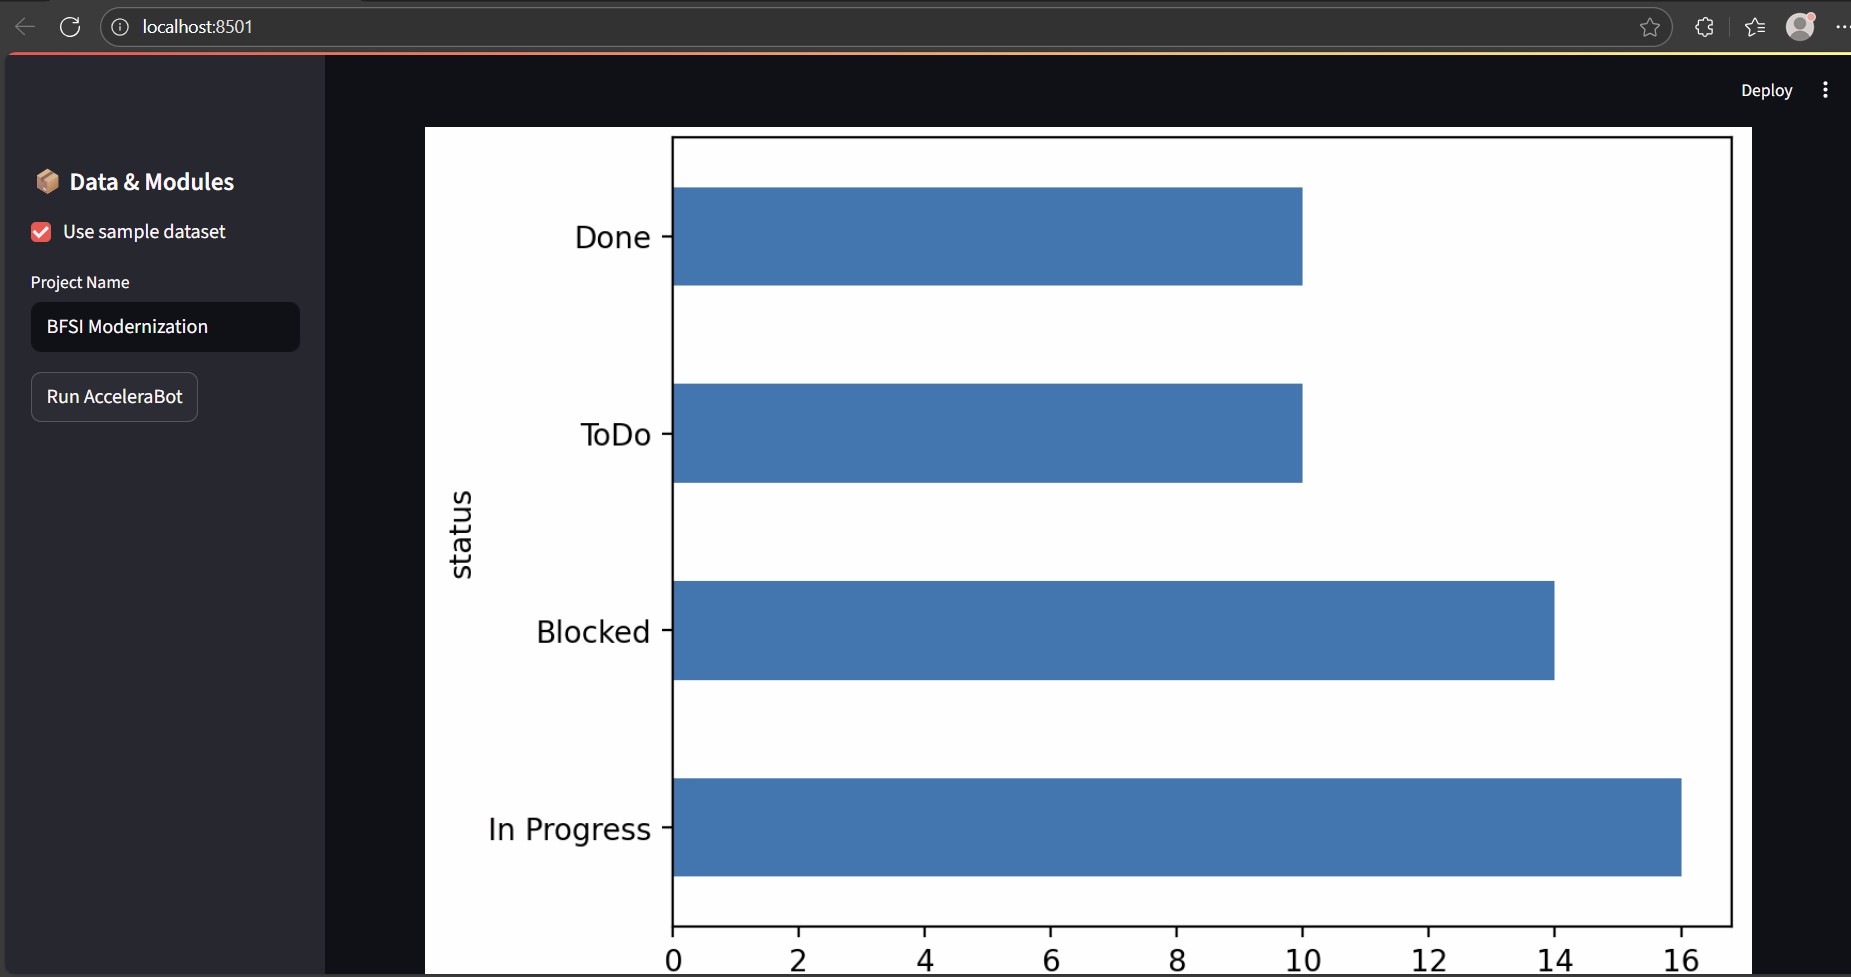 localhost:8501
Deploy
📦 Data & Modules
Use sample dataset
Project Name
BFSI Modernization
Run AcceleraBot
Done
ToDo
status
Blocked
In Progress
0 2 4 6 8 10 12 14 16